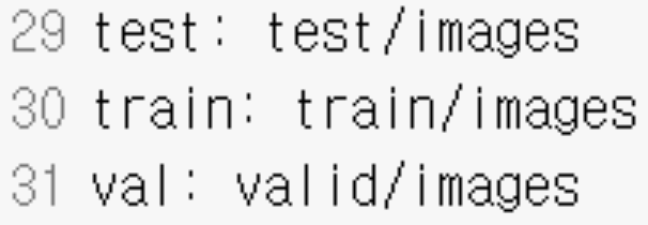 29 test: test/images
30 train: train/images
31 val: valid/images